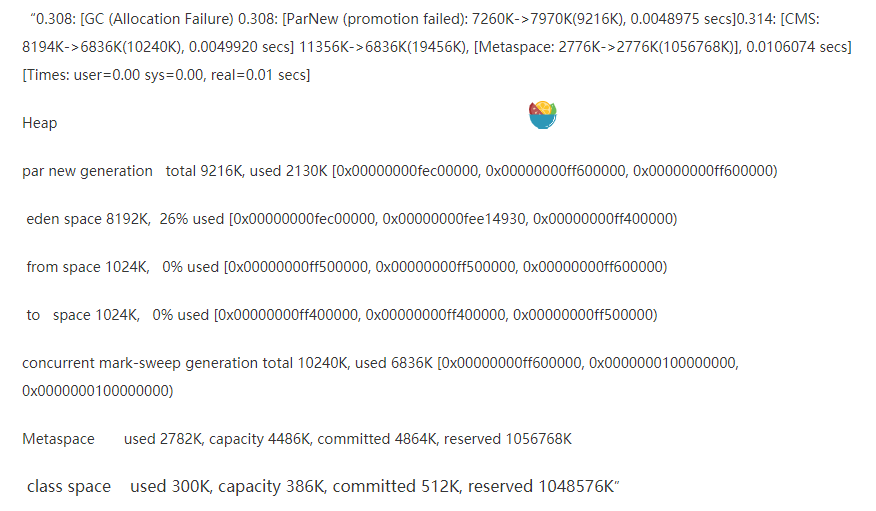 “0.308: [GC (Allocation Failure) 0.308: [ParNew (promotion failed): 7260K->7970K(9216K), 0.0048975 secs]0.314: [CMS:
8194K->6836K(10240K), 0.0049920 secs] 11356K->6836K(19456K), [Metaspace: 2776K->2776K(1056768K)], 0.0106074 secs]
[Times: user=0.00 sys=0.00, real=0.01 secs]
Heap
par new generation   total 9216K, used 2130K [0x00000000fec00000, 0x00000000ff600000, 0x00000000ff600000)
eden space 8192K,  26% used [0x00000000fec00000, 0x00000000fee14930, 0x00000000ff400000)
from space 1024K,   0% used [0x00000000ff500000, 0x00000000ff500000, 0x00000000ff600000)
to   space 1024K,   0% used [0x00000000ff400000, 0x00000000ff400000, 0x00000000ff500000)
concurrent mark-sweep generation total 10240K, used 6836K [0x00000000ff600000, 0x0000000100000000,
0x0000000100000000)
Metaspace       used 2782K, capacity 4486K, committed 4864K, reserved 1056768K
class space    used 300K, capacity 386K, committed 512K, reserved 1048576K”